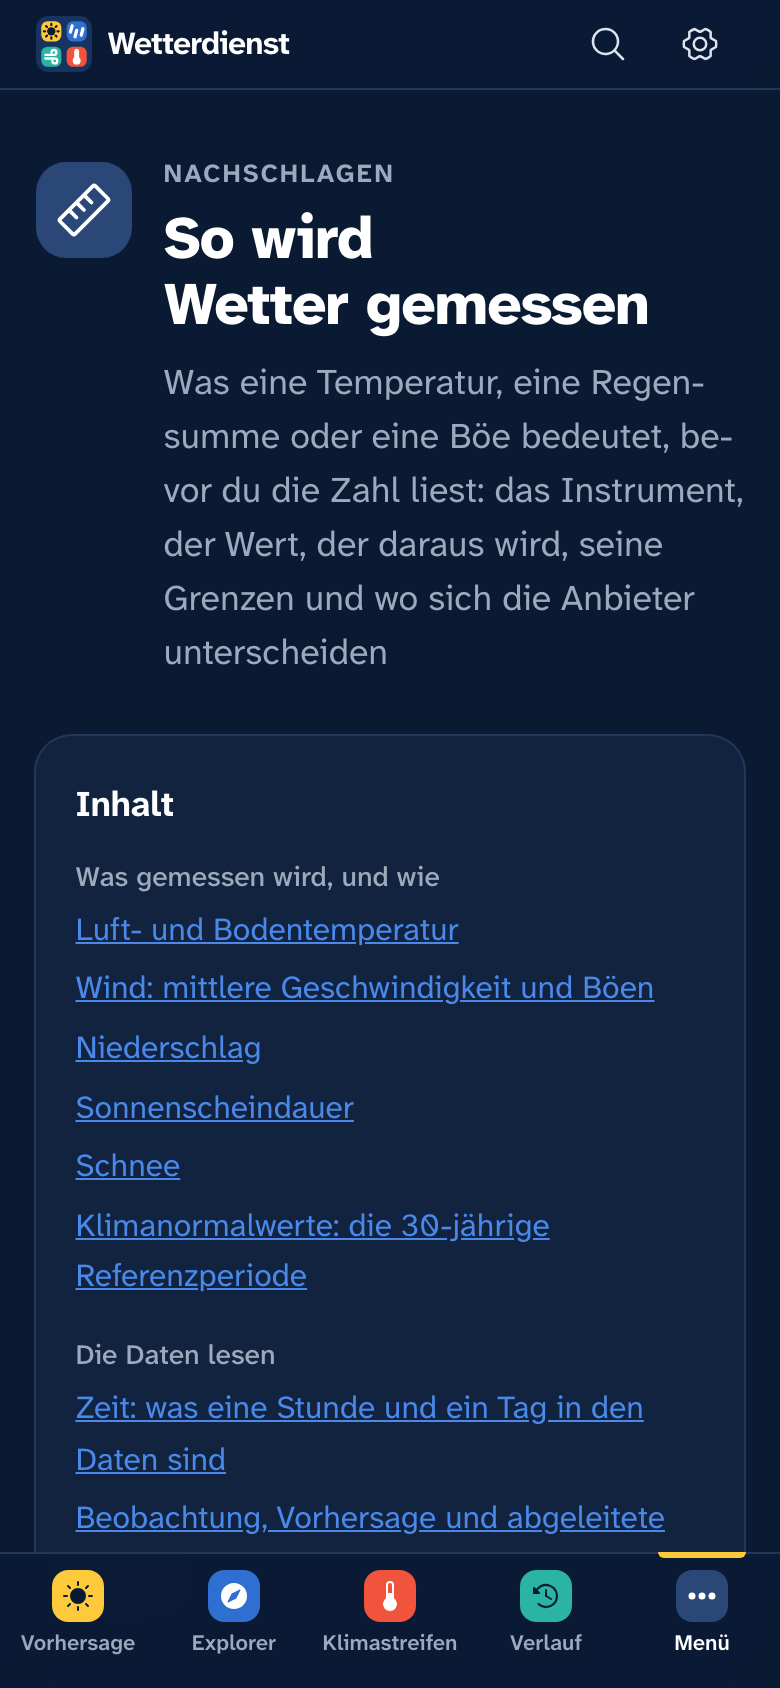 Wetterdienst
NACHSCHLAGEN
So wird
Wetter gemessen
Was eine Temperatur, eine Regen-
summe oder eine Böe bedeutet, be-
vor du die Zahl liest: das Instrument,
der Wert, der daraus wird, seine
Grenzen und wo sich die Anbieter
unterscheiden
Inhalt
Was gemessen wird, und wie
Luft- und Bodentemperatur
Wind: mittlere Geschwindigkeit und Böen
Niederschlag
Sonnenscheindauer
Schnee
Klimanormalwerte: die 30-jährige
Referenzperiode
Die Daten lesen
Zeit: was eine Stunde und ein Tag in den
Daten sind
Beobachtung, Vorhersage und abgeleitete
Vorhersage
Explorer
Klimastreifen
Verlauf
Menü